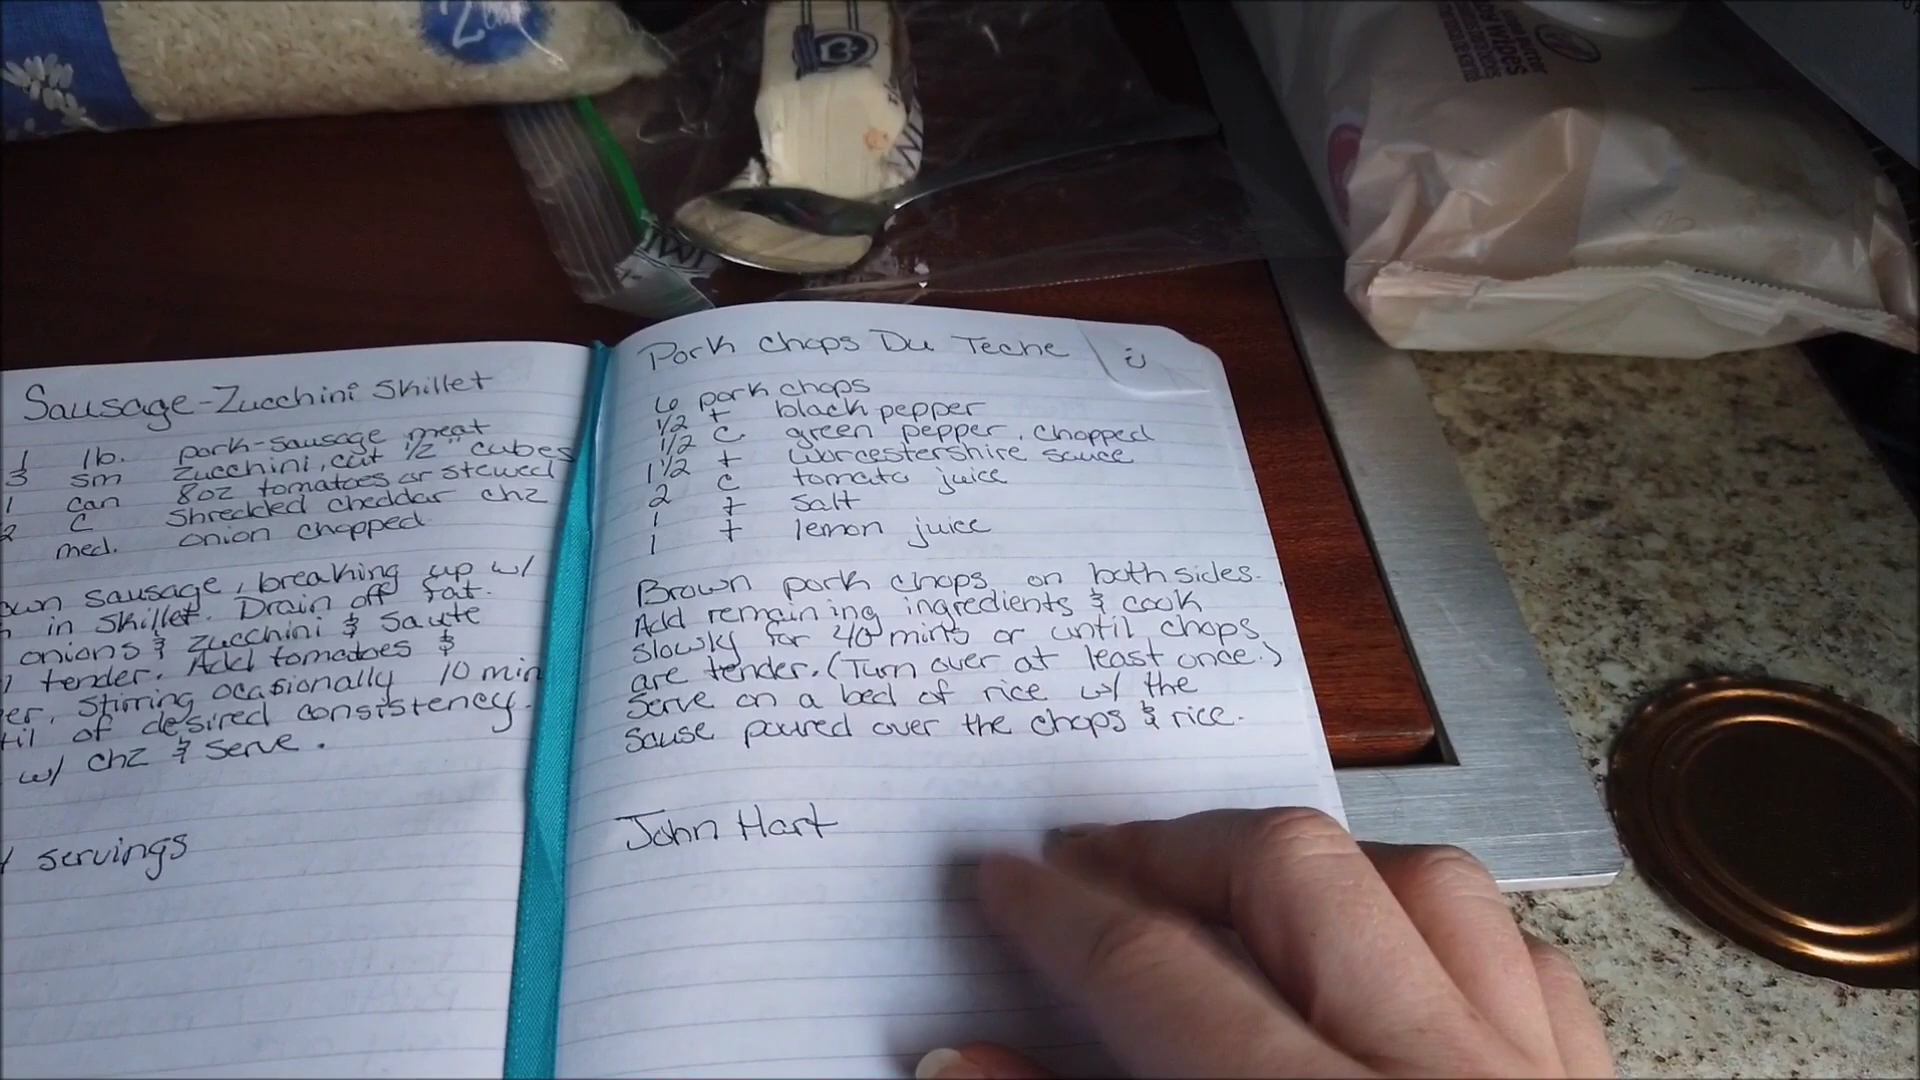 Sausage-Zucchini Skillet
1 lb. pork-sausage meat
3 sm zucchini, cut 1/2" cubes
1 can 8oz tomatoes or stewed
2 C Shredded cheddar chz
med. onion chopped
sausage, breaking up w/
in skillet. Drain off fat.
onions & zucchini & saute
tender. Add tomatoes &
Stirring ocasionally 10 min
of desired consistency.
w/ chz & serve.
servings
Pork Chops Du Teche
6 pork chops
1/2 t black pepper
1/2 C green pepper, chopped
1 1/2 t worcestershire sauce
2 C tomato juice
1 t salt
1 t lemon juice
Brown pork chops on both sides.
Add remaining ingredients & cook
slowly for 40 mins or until chops
are tender. (Turn over at least once.)
Serve on a bed of rice w/ the
sause poured over the chops & rice.
John Hart